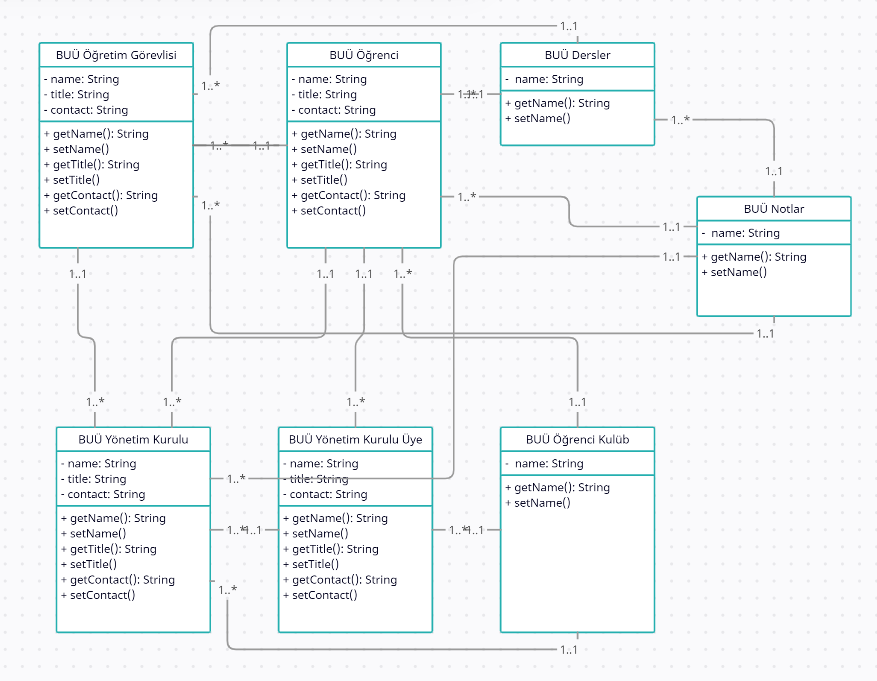 1..1
BUÜ Öğretim Görevlisi
- name: String
- title: String
- contact: String
+ getName(): String
+ setName()
+ getTitle(): String
+ setTitle()
+ getContact(): String
+ setContact()
1..*
1..*
1..1
1..*
BUÜ Öğrenci
- name: String
- title: String
- contact: String
+ getName(): String
+ setName()
+ getTitle(): String
+ setTitle()
+ getContact(): String
+ setContact()
1..1
BUÜ Dersler
- name: String
+ getName(): String
+ setName()
1..*
1..1
1..*
1..1
BUÜ Notlar
- name: String
+ getName(): String
+ setName()
1..1
1..1
1..1
1..1
1..1
1..*
1..*
1..*
1..*
1..1
BUÜ Yönetim Kurulu
- name: String
- title: String
- contact: String
+ getName(): String
+ setName()
+ getTitle(): String
+ setTitle()
+ getContact(): String
+ setContact()
1..*
1..*
1..1
1..*
BUÜ Yönetim Kurulu Üye
- name: String
- title: String
- contact: String
+ getName(): String
+ setName()
+ getTitle(): String
+ setTitle()
+ getContact(): String
+ setContact()
1..*
1..1
BUÜ Öğrenci Kulüb
- name: String
+ getName(): String
+ setName()
1..1